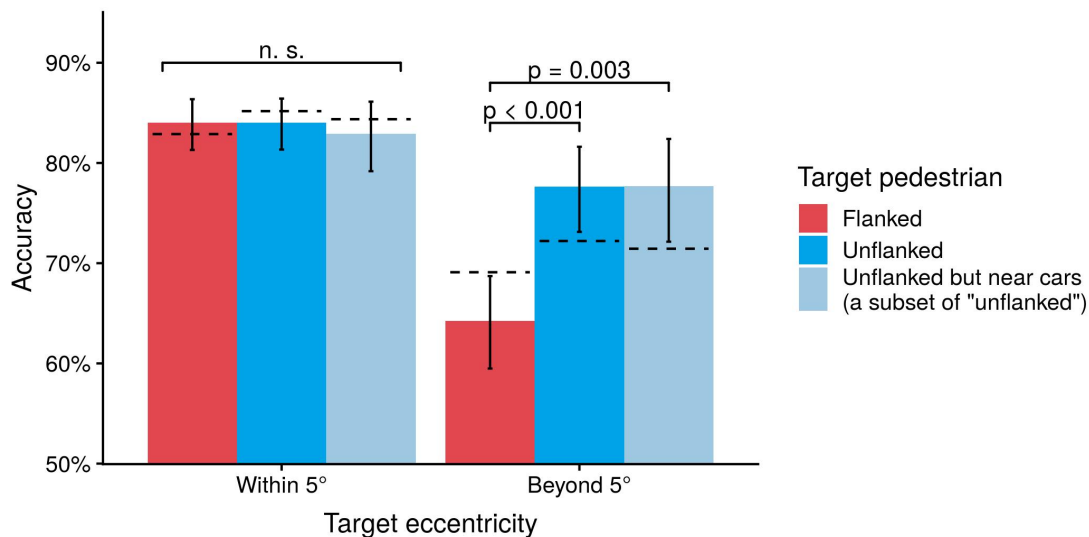 90%
80%
70%
60%
50%
Accuracy
n. s.
p = 0.003
p < 0.001
Within 5°
Beyond 5°
Target eccentricity
Target pedestrian
Flanked
Unflanked
Unflanked but near cars
(a subset of "unflanked")